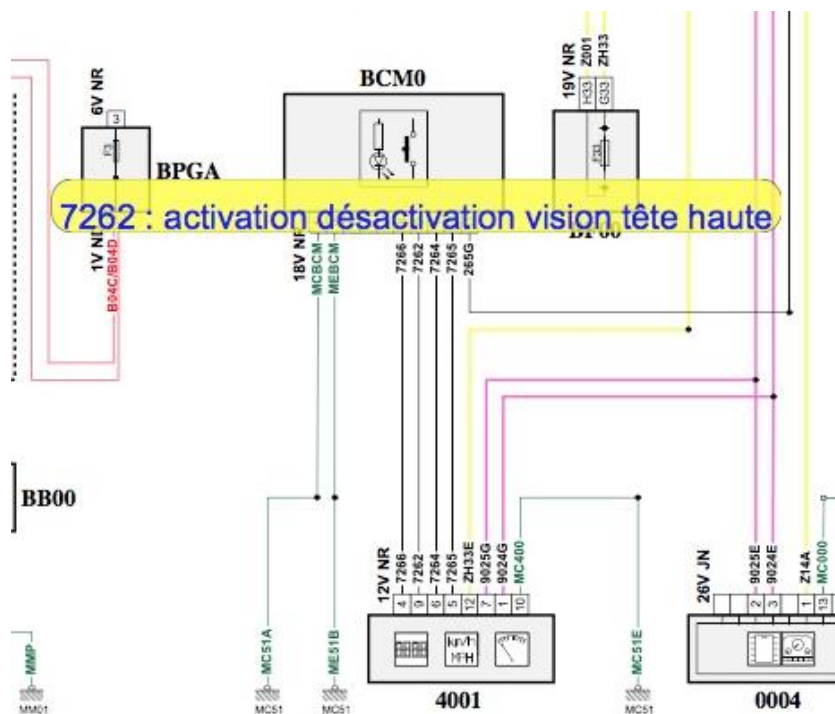 6V NR
3
F3
BPGA
BCM0
19V NR
Z001
ZH33
H33
G33
F33
7262 : activation désactivation vision tête haute
BF00
B04C/B04D
18V NR
MCBCM
MEBCM
7266
7262
7264
7265
265G
BB00
12V NR
7266
7262
7264
7265
ZH33E
9025G
9024G
MC400
4
9
6
5
12
7
1
10
km/h
MPH
4001
26V JN
9025E
9024E
Z14A
MC000
2
3
1
13
0004
MMP
MM01
MC51A
MC51
ME51B
MC51
MC51E
MC51